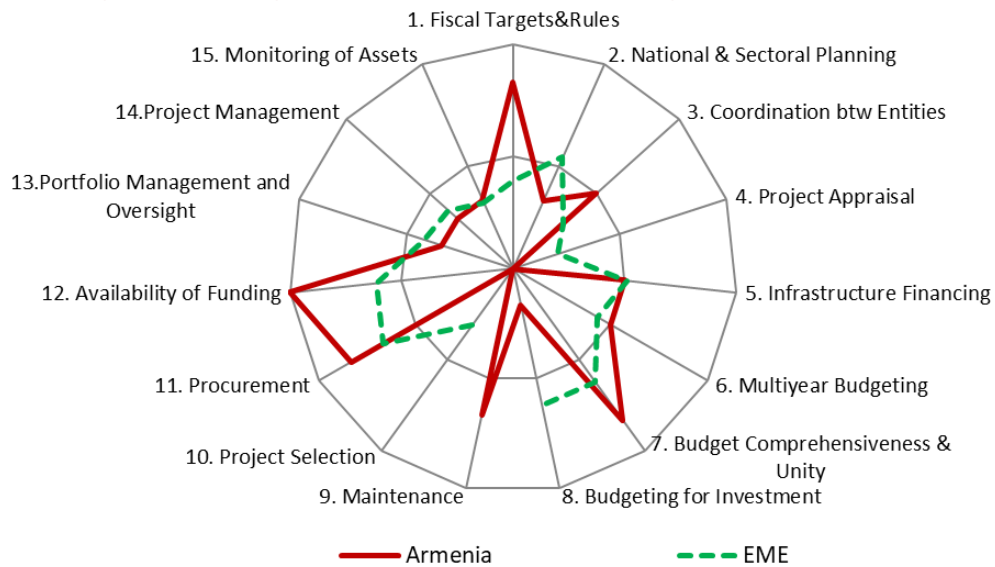 1. Fiscal Targets&Rules
2. National & Sectoral Planning
3. Coordination btw Entities
4. Project Appraisal
5. Infrastructure Financing
6. Multiyear Budgeting
7. Budget Comprehensiveness &
Unity
8. Budgeting for Investment
9. Maintenance
10. Project Selection
11. Procurement
12. Availability of Funding
13.Portfolio Management and
Oversight
14.Project Management
15. Monitoring of Assets
Armenia
EME